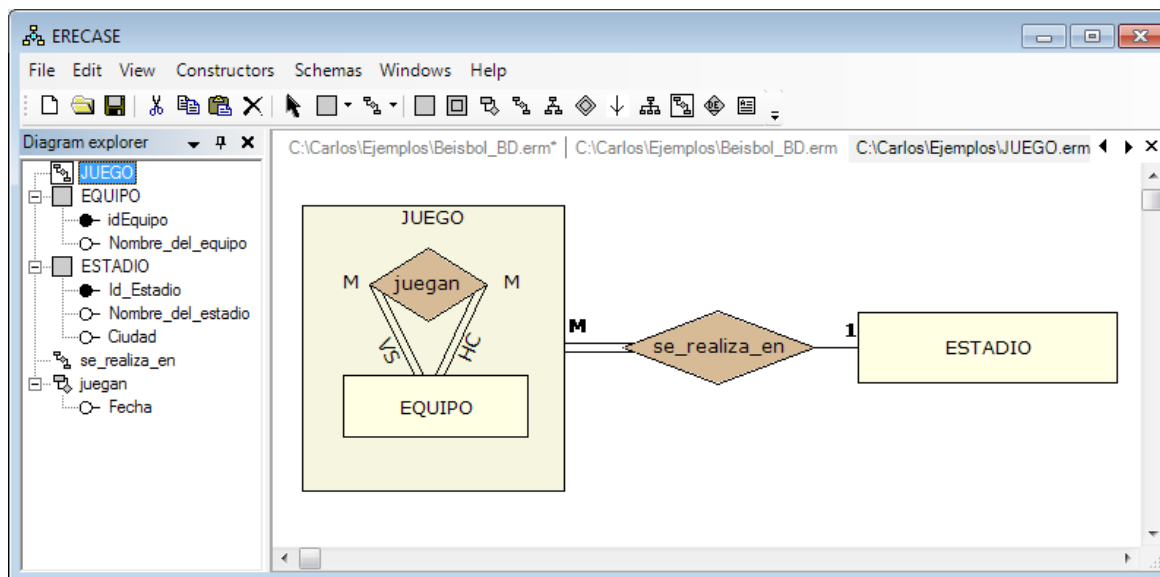 ERECASE
File Edit View Constructors Schemas Windows Help
DE
Diagram explorer
C:\Carlos\Ejemplos\Beisbol_BD.erm* C:\Carlos\Ejemplos\Beisbol_BD.erm C:\Carlos\Ejemplos\JUEGO.erm
JUEGO
EQUIPO
idEquipo
Nombre_del_equipo
ESTADIO
Id_Estadio
Nombre_del_estadio
Ciudad
se_realiza_en
juegan
Fecha
JUEGO
M juegan M
VS HC
EQUIPO
M se_realiza_en 1 ESTADIO